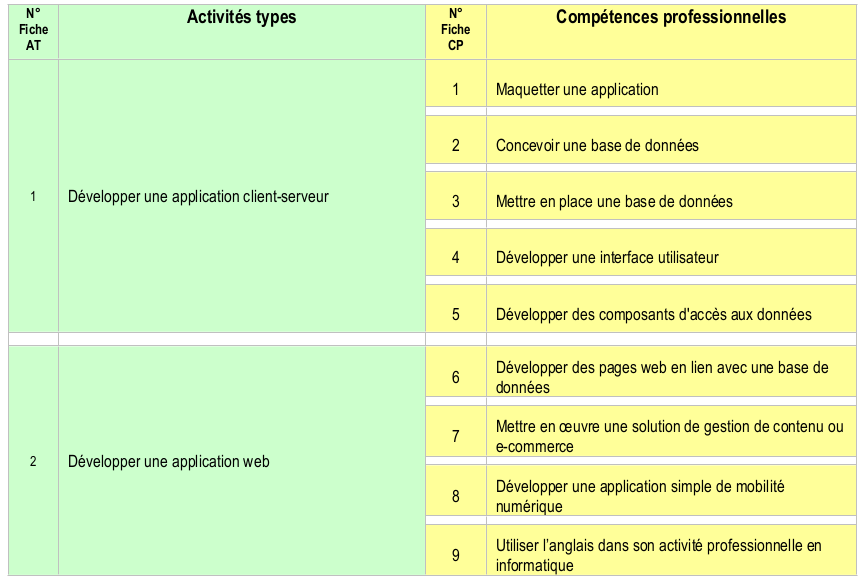 N° Fiche AT
Activités types
N° Fiche CP
Compétences professionnelles
1
Développer une application client-serveur
1
Maquetter une application
2
Concevoir une base de données
3
Mettre en place une base de données
4
Développer une interface utilisateur
5
Développer des composants d'accès aux données
2
Développer une application web
6
Développer des pages web en lien avec une base de
données
7
Mettre en œuvre une solution de gestion de contenu ou
e-commerce
8
Développer une application simple de mobilité
numérique
9
Utiliser l'anglais dans son activité professionnelle en
informatique